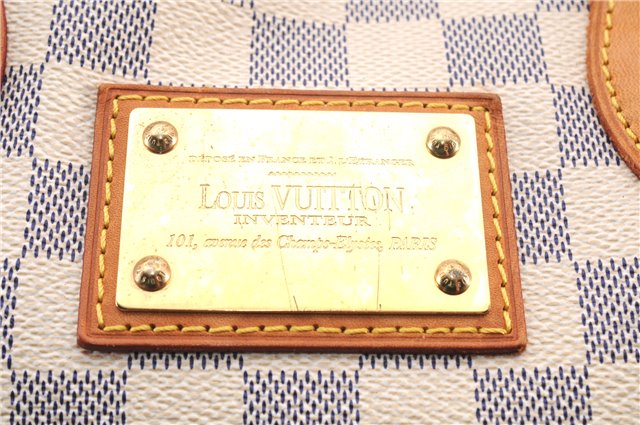 DÉPOSÉ EN FRANCE ET À L'ÉTRANGER
LOUIS VUITTON
INVENTEUR
101, avenue des Champs-Elysées, PARIS